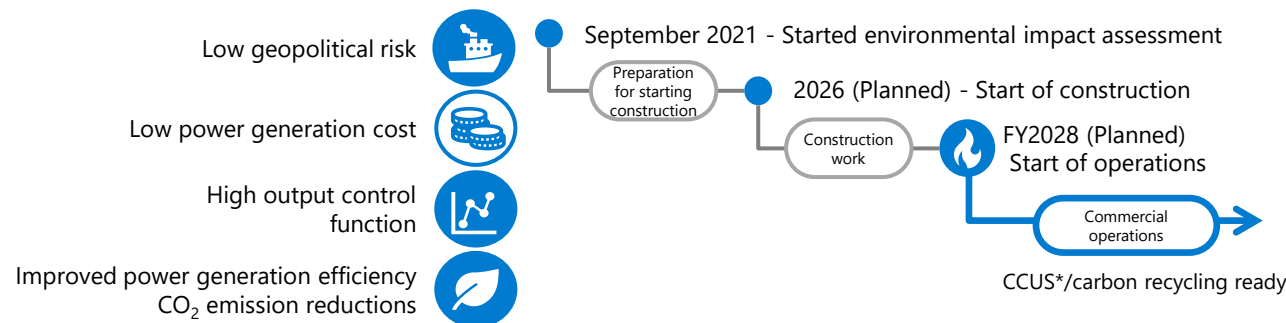 Low geopolitical risk
Low power generation cost
High output control
function
Improved power generation efficiency
CO₂ emission reductions
September 2021 - Started environmental impact assessment
Preparation
for starting
construction
2026 (Planned) - Start of construction
Construction
work
FY2028 (Planned)
Start of operations
Commercial
operations
CCUS*/carbon recycling ready